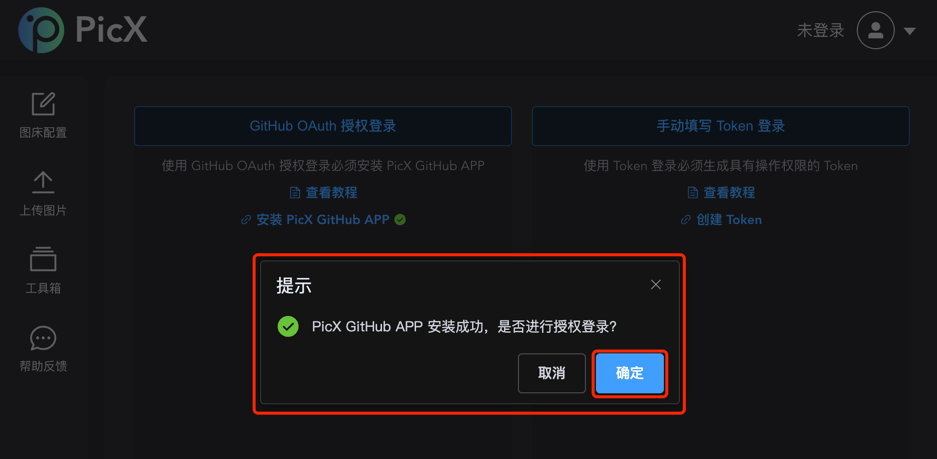 PicX
未登录
图床配置
上传图片
工具箱
帮助反馈
GitHub OAuth 授权登录
使用 GitHub OAuth 授权登录必须安装 PicX GitHub APP
查看教程
安装 PicX GitHub APP
手动填写 Token 登录
使用 Token 登录必须生成具有操作权限的 Token
查看教程
创建 Token
提示
PicX GitHub APP 安装成功，是否进行授权登录？
取消
确定